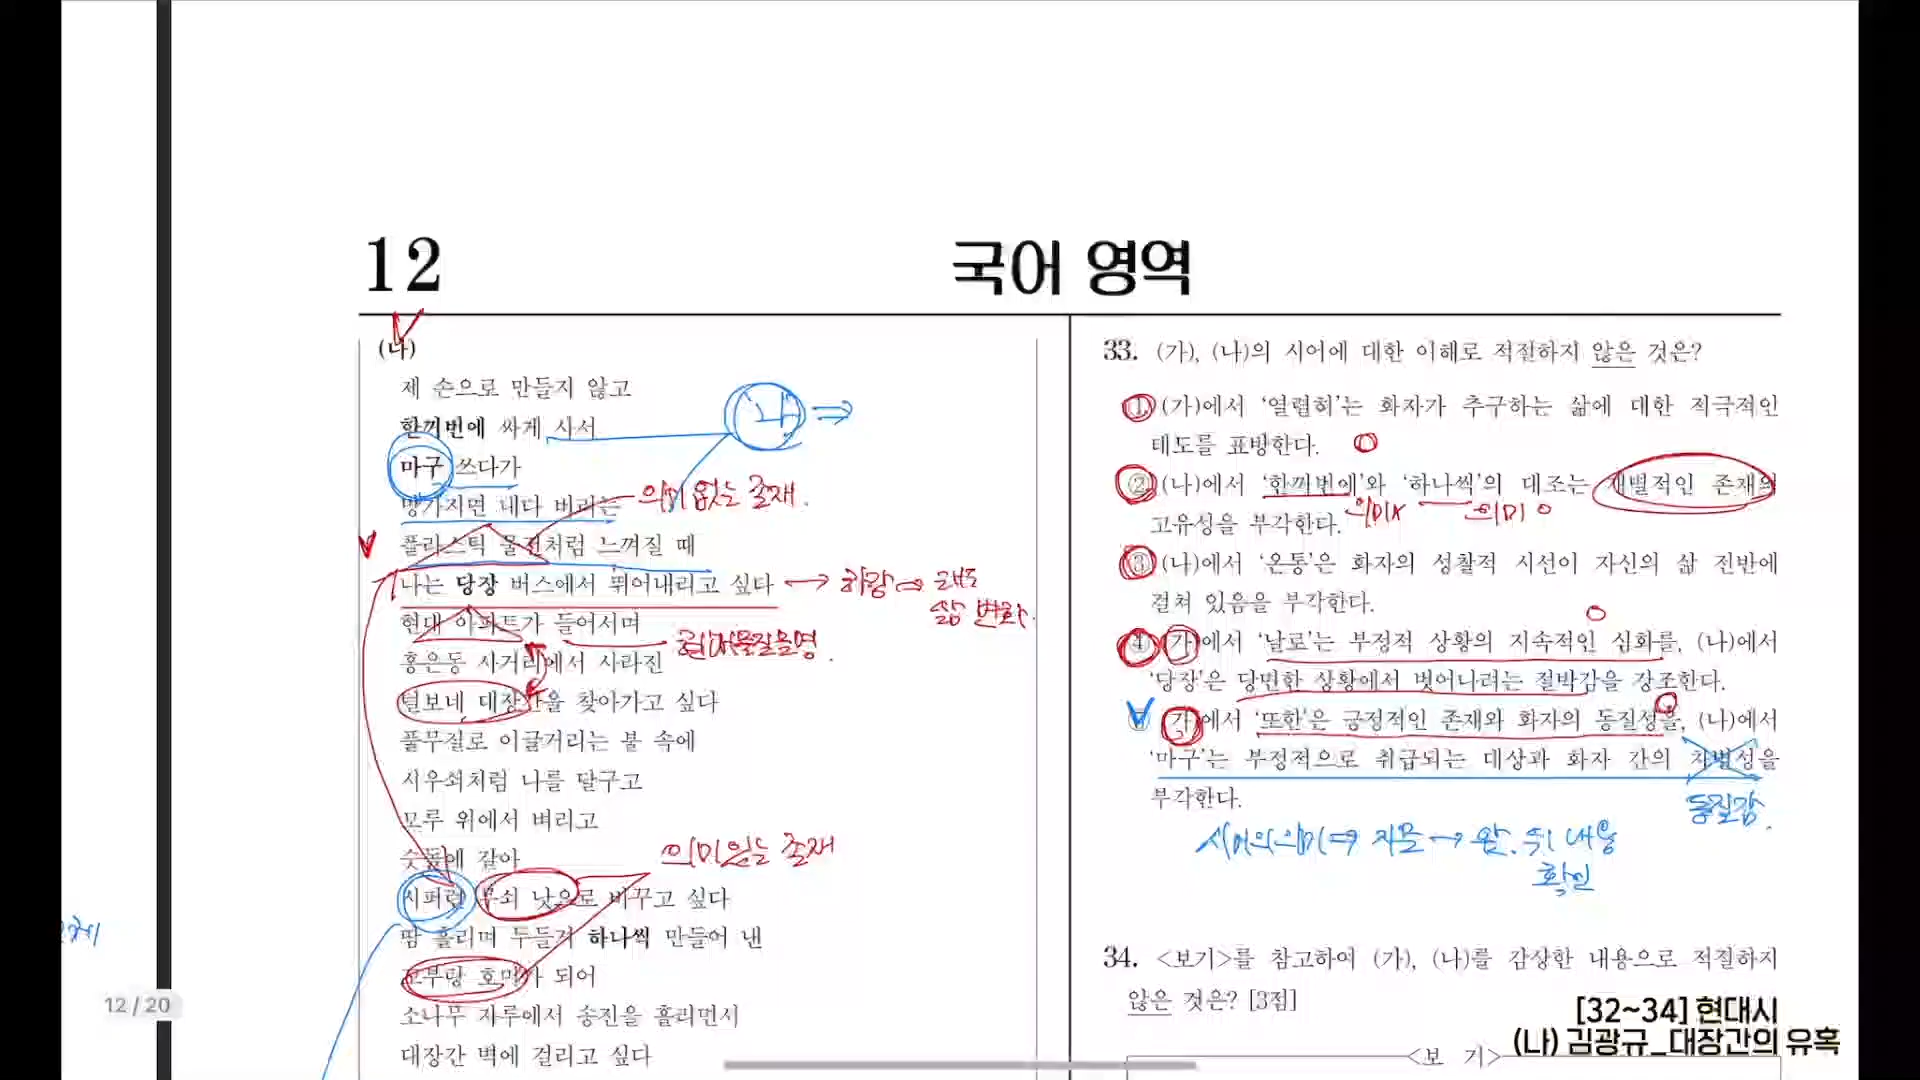 12
국어 영역
(나)
제 손으로 만들지 않고
한꺼번에 싸게 사서
마구 쓰다가
망가지면 내다 버리는
플라스틱 물건처럼 느껴질 때
나는 당장 버스에서 뛰어내리고 싶다
현대 아파트가 들어서며
홍은동 사거리에서 사라진
털보네 대장간을 찾아가고 싶다
풀무질로 이글거리는 불 속에
시우쇠처럼 나를 달구고
모루 위에서 벼리고
숫돌에 갈아
시퍼런 무쇠 낫으로 바꾸고 싶다
땀 흘리며 두들겨 하나씩 만들어 낸
꼬부랑 호미가 되어
소나무 자루에서 송진을 흘리면서
대장간 벽에 걸리고 싶다
나 ⇒
의미 없는 존재.
→ 희망 ⇒
삶 변화.
의미 있는 존재
33. (가), (나)의 시어에 대한 이해로 적절하지 않은 것은?
① (가)에서 ‘열렬히’는 화자가 추구하는 삶에 대한 적극적인
태도를 표방한다.
② (나)에서 ‘한꺼번에’와 ‘하나씩’의 대조는 개별적인 존재의
고유성을 부각한다.
의미X 의미O
③ (나)에서 ‘온통’은 화자의 성찰적 시선이 자신의 삶 전반에
걸쳐 있음을 부각한다.
④ (가)에서 ‘날로’는 부정적 상황의 지속적인 심화를, (나)에서
‘당장’은 당면한 상황에서 벗어나려는 절박감을 강조한다.
⑤ (가)에서 ‘또한’은 긍정적인 존재와 화자의 동질성을, (나)에서
‘마구’는 부정적으로 취급되는 대상과 화자 간의 차별성을
부각한다.
동질감.
시어의 의미 ⇒ 질문 → 앞. 뒤 내용
확인
34. <보기>를 참고하여 (가), (나)를 감상한 내용으로 적절하지
않은 것은? [3점]
<보 기>
12 / 20
[32~34] 현대시
(나) 김광규_대장간의 유혹